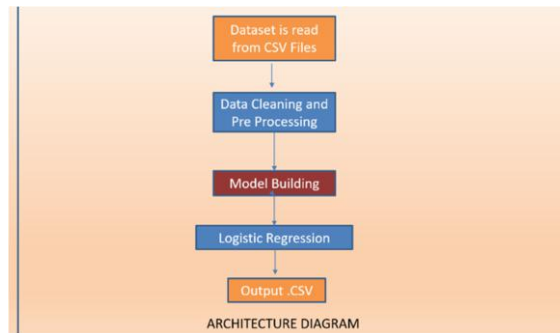 Dataset is read
from CSV Files
Data Cleaning and
Pre Processing
Model Building
Logistic Regression
Output .CSV
ARCHITECTURE DIAGRAM